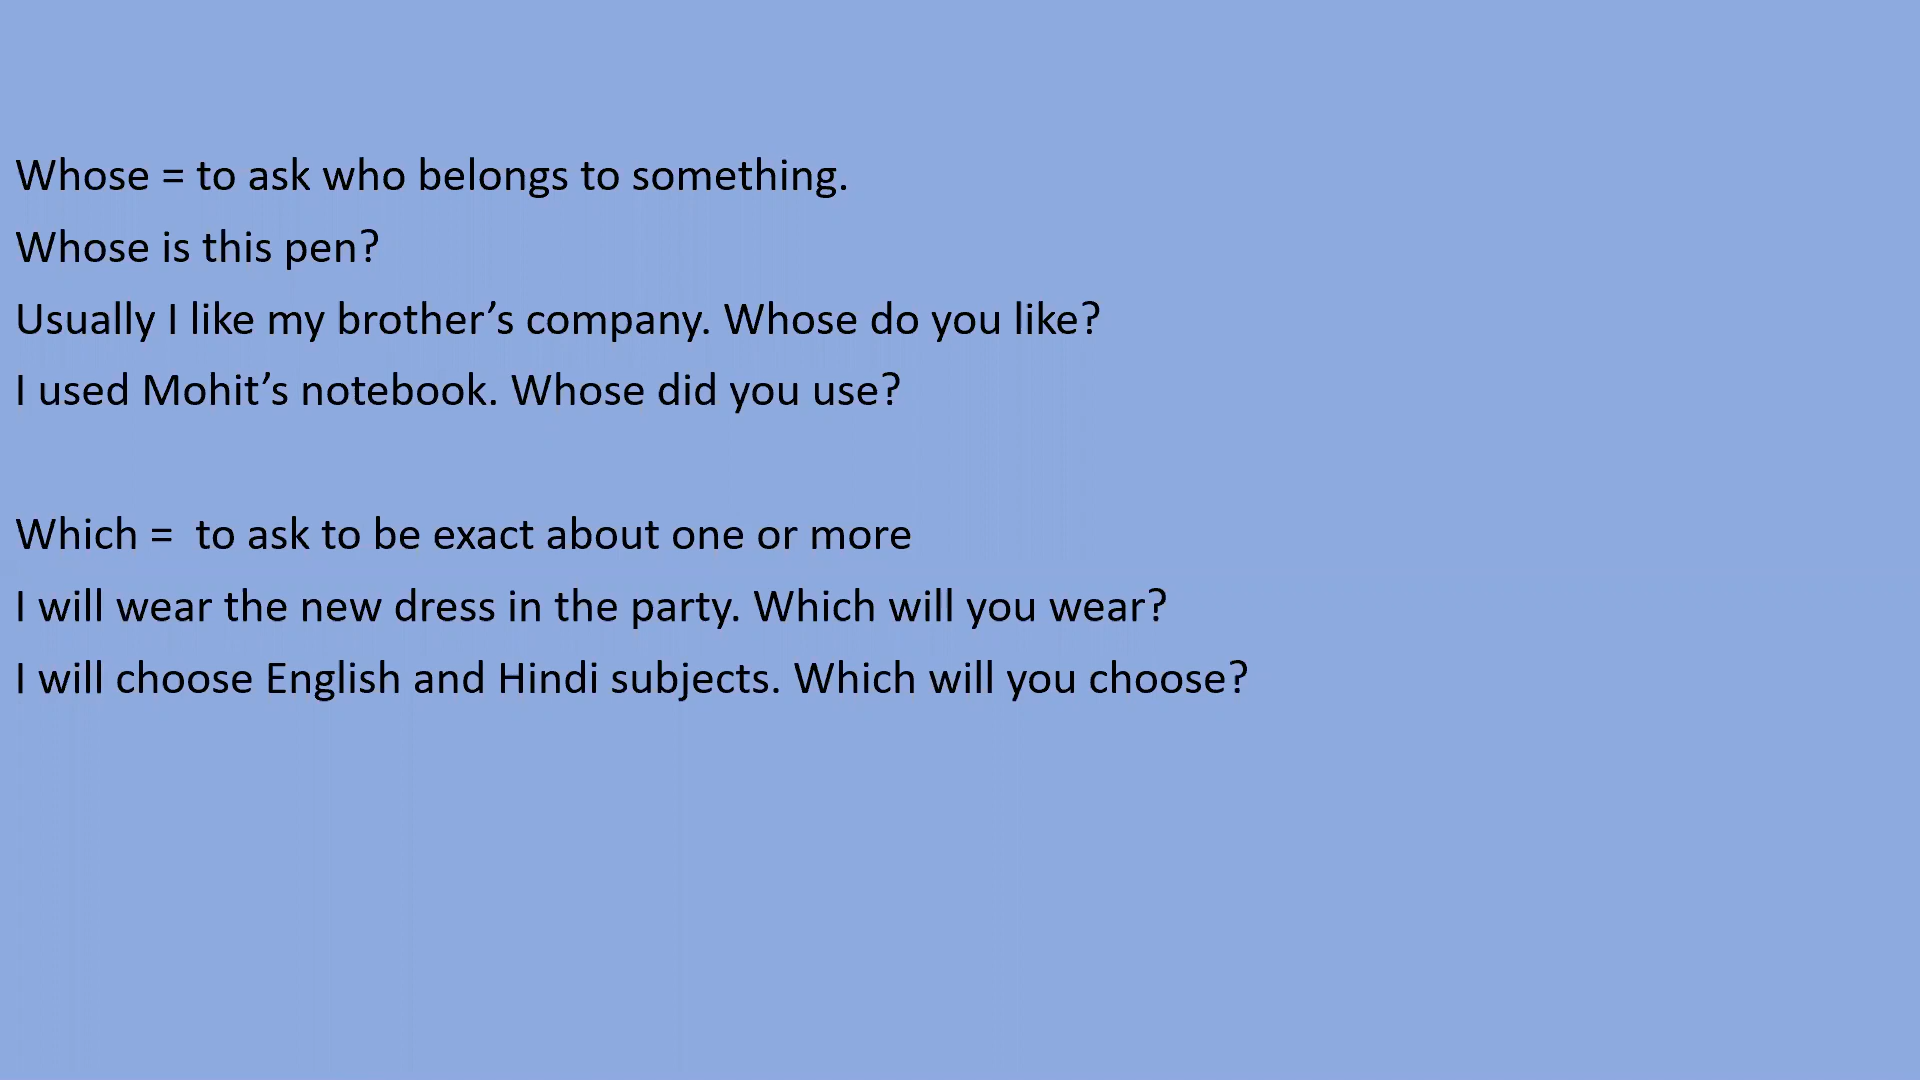 Whose = to ask who belongs to something.
Whose is this pen?
Usually I like my brother’s company. Whose do you like?
I used Mohit’s notebook. Whose did you use?
Which =  to ask to be exact about one or more
I will wear the new dress in the party. Which will you wear?
I will choose English and Hindi subjects. Which will you choose?